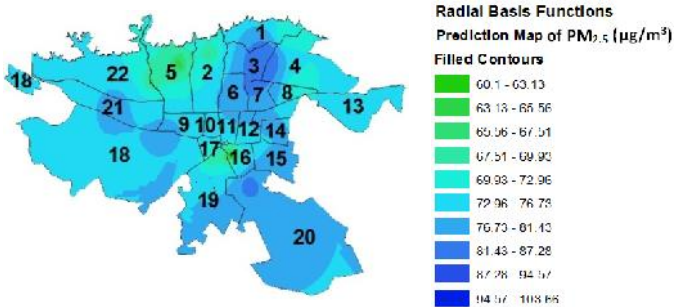 Radial Basis Functions
Prediction Map of PM2.5 (µg/m³)
Filled Contours
60.1 - 63.13
63.13 - 65.56
65.56 - 67.51
67.51 - 69.93
69.93 - 72.96
72.96 - 76.73
76.73 - 81.43
81.43 - 87.28
87.28 - 94.57
94.57 - 103.66
1
3
4
18
22
5
2
6
7
8
13
21
9
10
11
12
14
18
17
16
15
19
20